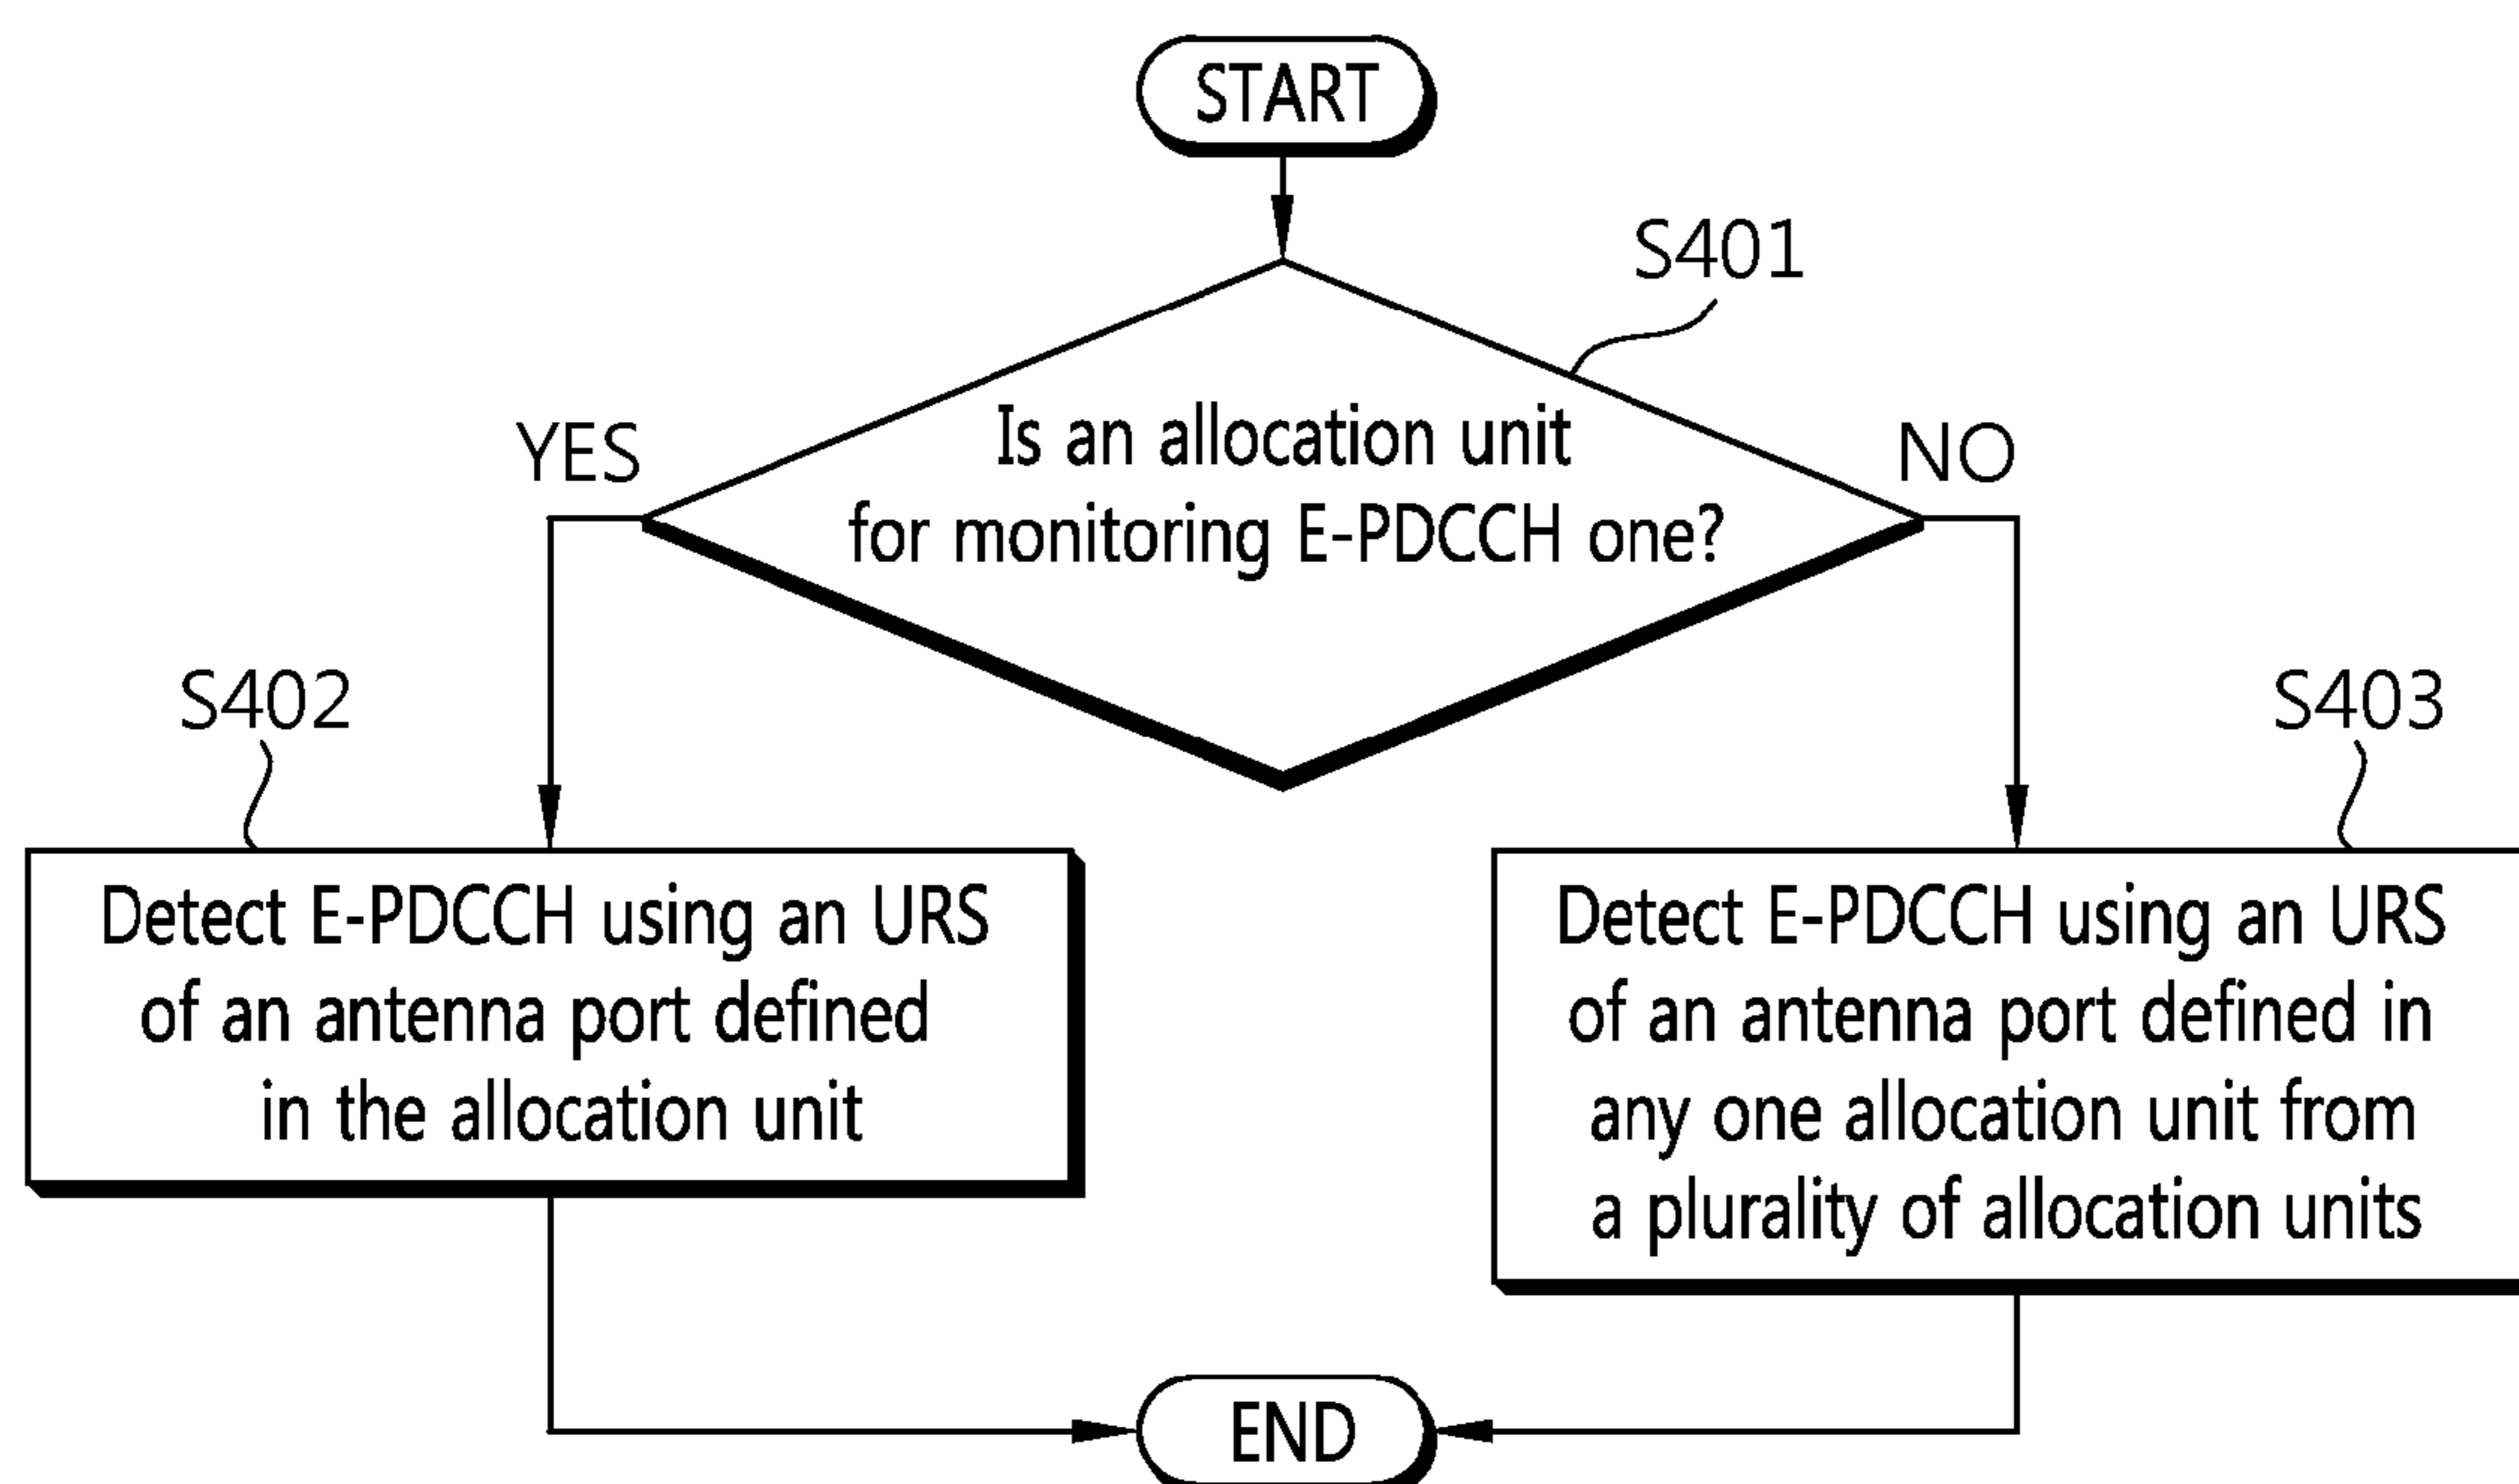 START
S401
Is an allocation unit
for monitoring E-PDCCH one?
YES
NO
S402
Detect E-PDCCH using an URS
of an antenna port defined
in the allocation unit
S403
Detect E-PDCCH using an URS
of an antenna port defined in
any one allocation unit from
a plurality of allocation units
END